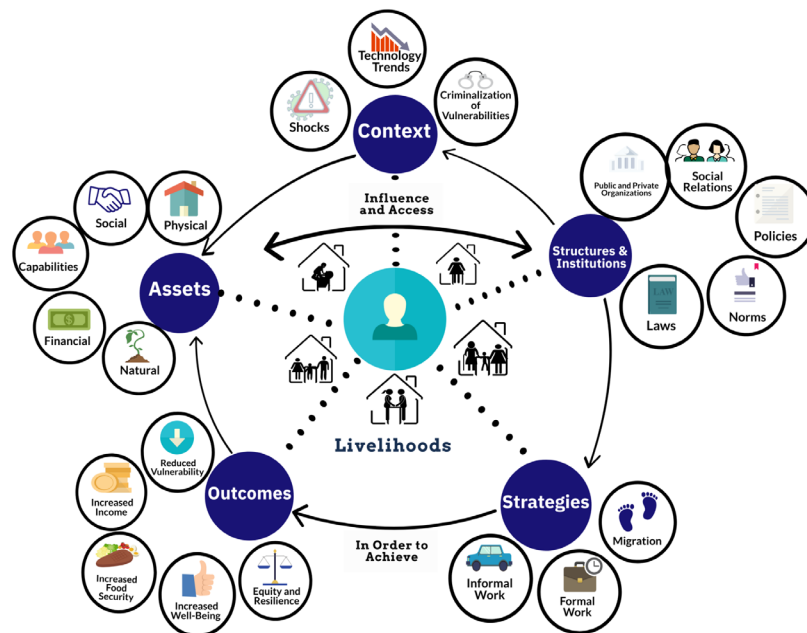 Technology
Trends
Shocks
Criminalization
of
Vulnerabilities
Context
Influence
and Access
Public and Private
Organizations
Social
Relations
Policies
Structures &
Institutions
Laws
LAW
Norms
Social
Physical
Capabilities
Assets
Financial
Natural
Livelihoods
Reduced
Vulnerability
Outcomes
Increased
Income
Increased
Food
Security
Increased
Well-Being
Equity and
Resilience
In Order to
Achieve
Strategies
Migration
Informal
Work
Formal
Work